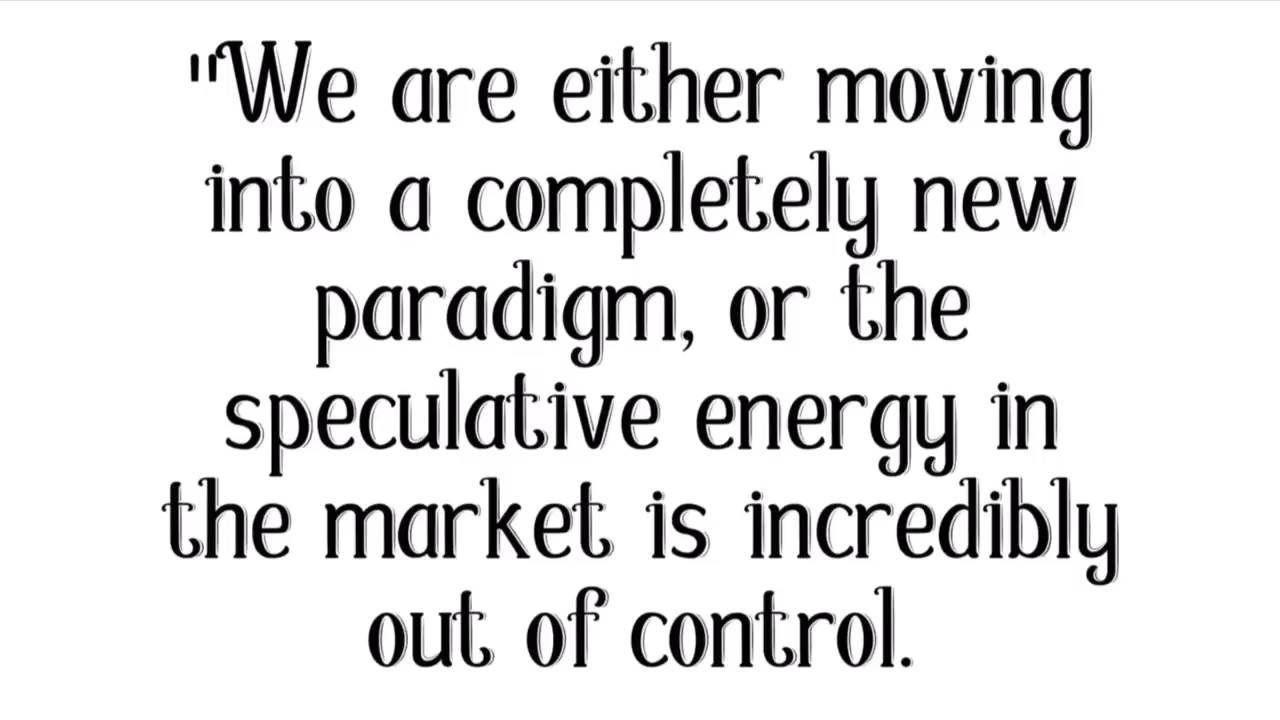 "We are either moving
into a completely new
paradigm, or the
speculative energy in
the market is incredibly
out of control.